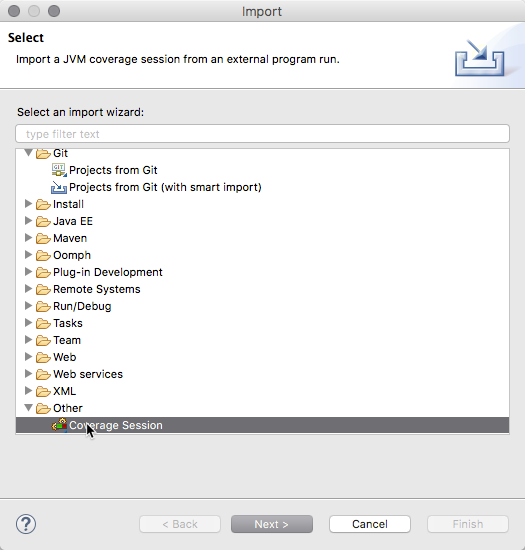 Import
Select
Import a JVM coverage session from an external program run.
Select an import wizard:
type filter text
Git
Projects from Git
Projects from Git (with smart import)
Install
Java EE
Maven
Oomph
Plug-in Development
Remote Systems
Run/Debug
Tasks
Team
Web
Web services
XML
Other
Coverage Session
?
< Back
Next >
Cancel
Finish